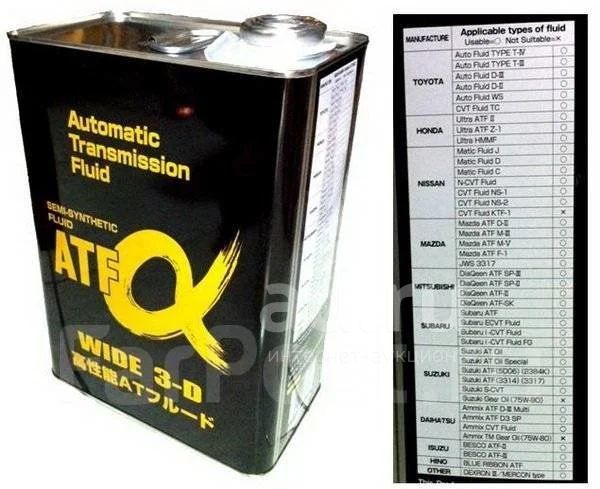 Automatic
Transmission
Fluid
SEMI-SYNTHETIC
FLUID
ATF α
WIDE 3-D
高性能ATフルード
MANUFACTURE Applicable types of fluid
Usable=○ Not Suitable=×
TOYOTA
Auto Fluid TYPE T-Ⅳ ○
Auto Fluid TYPE T-Ⅲ ○
Auto Fluid D-Ⅲ ○
Auto Fluid D-Ⅱ ○
Auto Fluid WS ○
CVT Fluid TC ○
HONDA
Ultra ATF Ⅱ ○
Ultra ATF Z-1 ○
Ultra HMMF ○
NISSAN
Matic Fluid J ○
Matic Fluid D ○
Matic Fluid C ○
N-CVT Fluid ○
CVT Fluid NS-1 ○
CVT Fluid NS-2 ○
CVT Fluid KTF-1 ×
MAZDA
Mazda ATF D-Ⅱ ○
Mazda ATF M-Ⅲ ○
Mazda ATF M-V ○
Mazda ATF F-1 ○
JWS 3317 ○
MITSUBISHI
DiaQeen ATF SP-Ⅲ ○
DiaQeen ATF SP-Ⅱ ○
DiaQeen ATF-Ⅱ ○
DiaQeen ATF-SK ○
SUBARU
Subaru ATF ○
Subaru ECVT Fluid ○
Subaru i-CVT Fluid ○
Subaru i-CVT Fluid FG ○
SUZUKI
Suzuki AT Oil ○
Suzuki AT Oil Special ○
Suzuki ATF (5D06) (2384K) ○
Suzuki ATF (3314) (3317) ○
Suzuki S-CVT ○
Suzuki Gear Oil (75W-90) ×
DAIHATSU
Ammix ATF D-Ⅲ Multi ○
Ammix ATF D3 SP ○
Ammix CVT Fluid ○
Ammix TM Gear Oil (75W-80) ×
ISUZU
BESCO ATF-Ⅱ ○
BESCO ATF-Ⅲ ○
HINO BLUE RIBBON ATF ○
OTHER DEXRON Ⅲ/MERCON type ○
интернет-аукцион